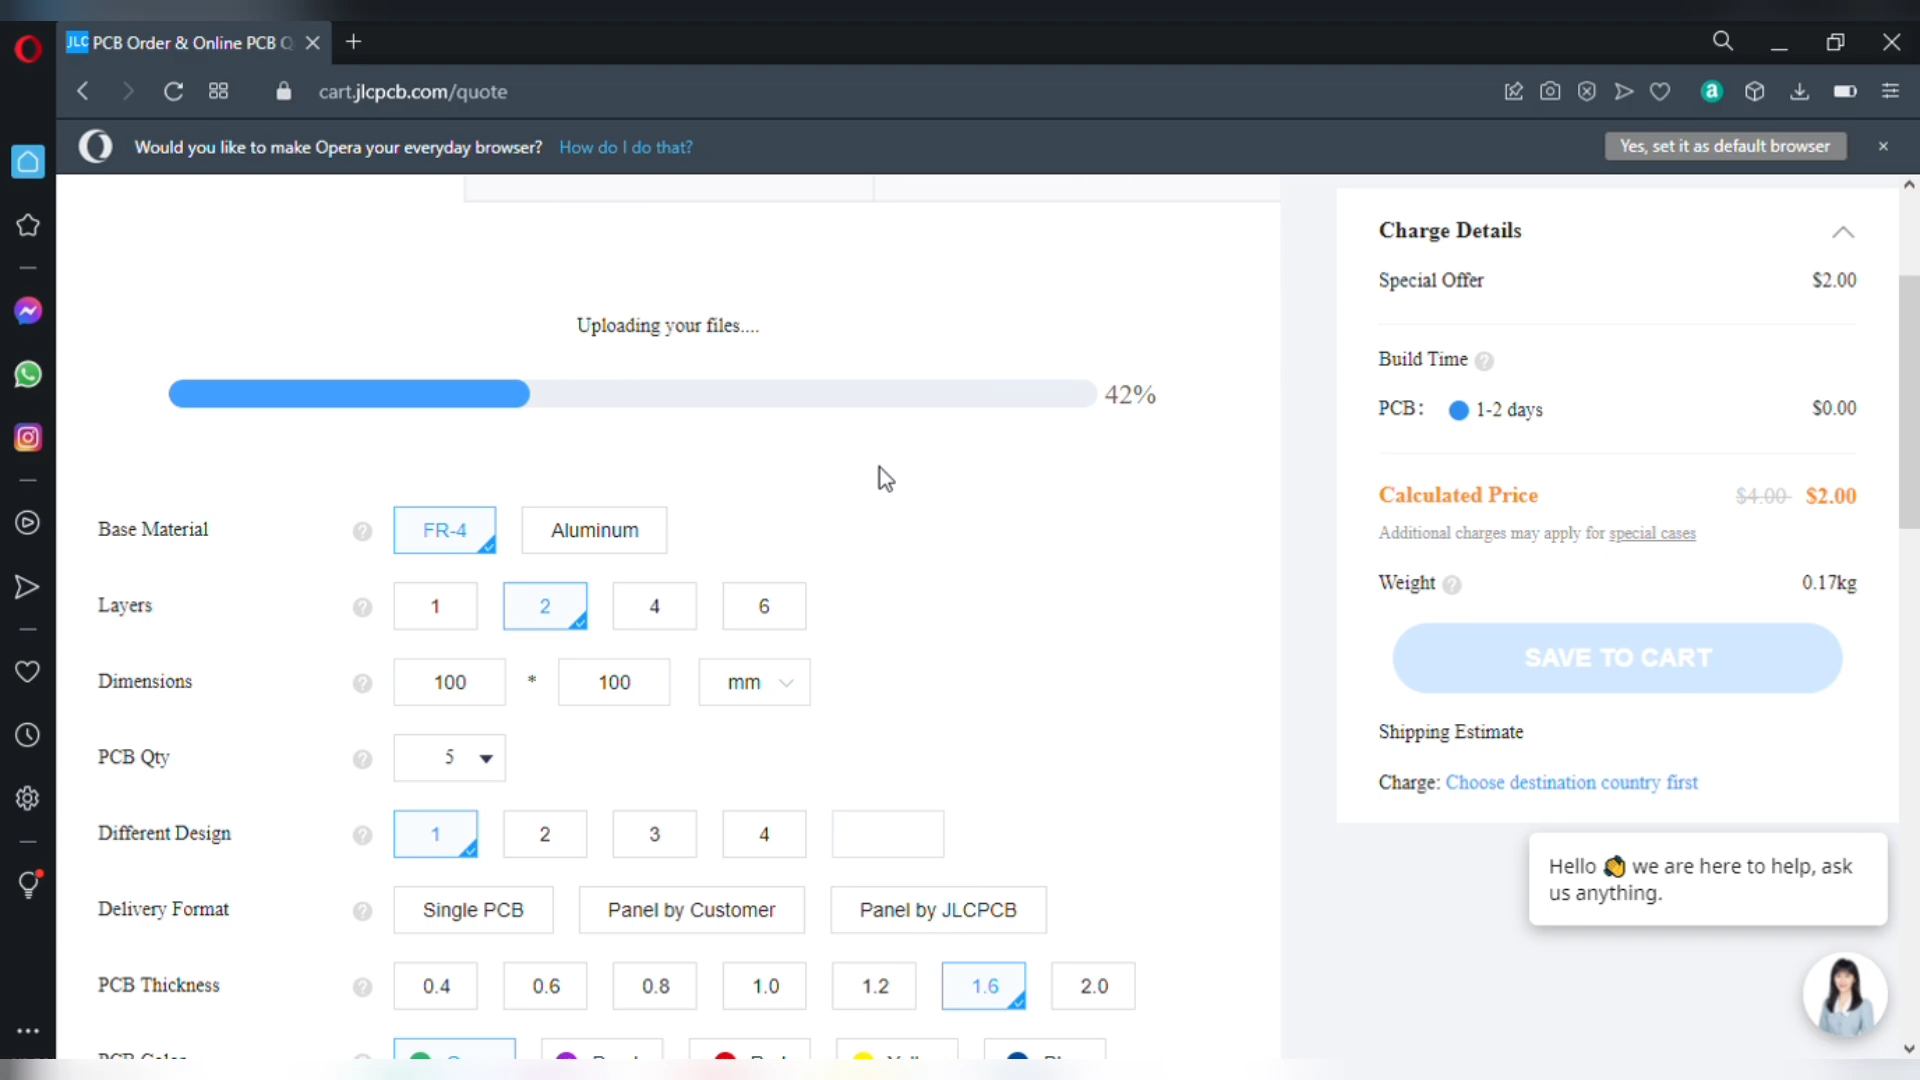 JLC PCB Order & Online PCB Q
cart.jlcpcb.com/quote
a
Would you like to make Opera your everyday browser? How do I do that?
Yes, set it as default browser
Uploading your files....
42%
Base Material ? FR-4 Aluminum
Layers ? 1 2 4 6
Dimensions ? 100 * 100 mm
PCB Qty ? 5
Different Design ? 1 2 3 4
Delivery Format ? Single PCB Panel by Customer Panel by JLCPCB
PCB Thickness ? 0.4 0.6 0.8 1.0 1.2 1.6 2.0
Charge Details
Special Offer $2.00
Build Time ?
PCB: 1-2 days $0.00
Calculated Price $4.00 $2.00
Additional charges may apply for special cases
Weight ? 0.17kg
SAVE TO CART
Shipping Estimate
Charge: Choose destination country first
Hello 👏 we are here to help, ask
us anything.